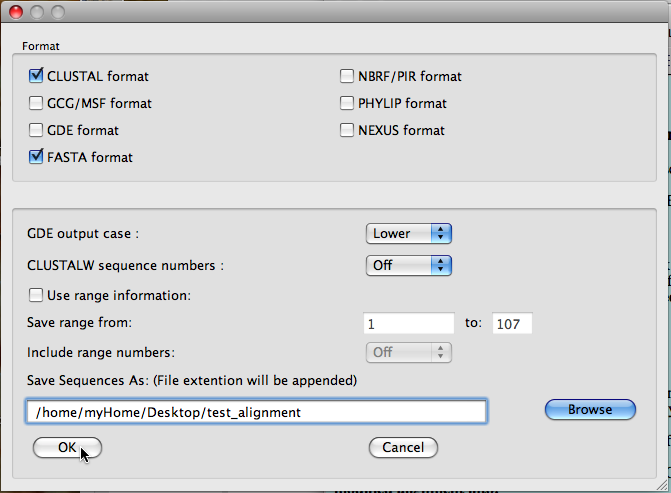 Format
CLUSTAL format
NBRF/PIR format
GCG/MSF format
PHYLIP format
GDE format
NEXUS format
FASTA format
GDE output case : Lower
CLUSTALW sequence numbers : Off
Use range information:
Save range from: 1 to: 107
Include range numbers: Off
Save Sequences As: (File extention will be appended)
/home/myHome/Desktop/test_alignment Browse
OK Cancel